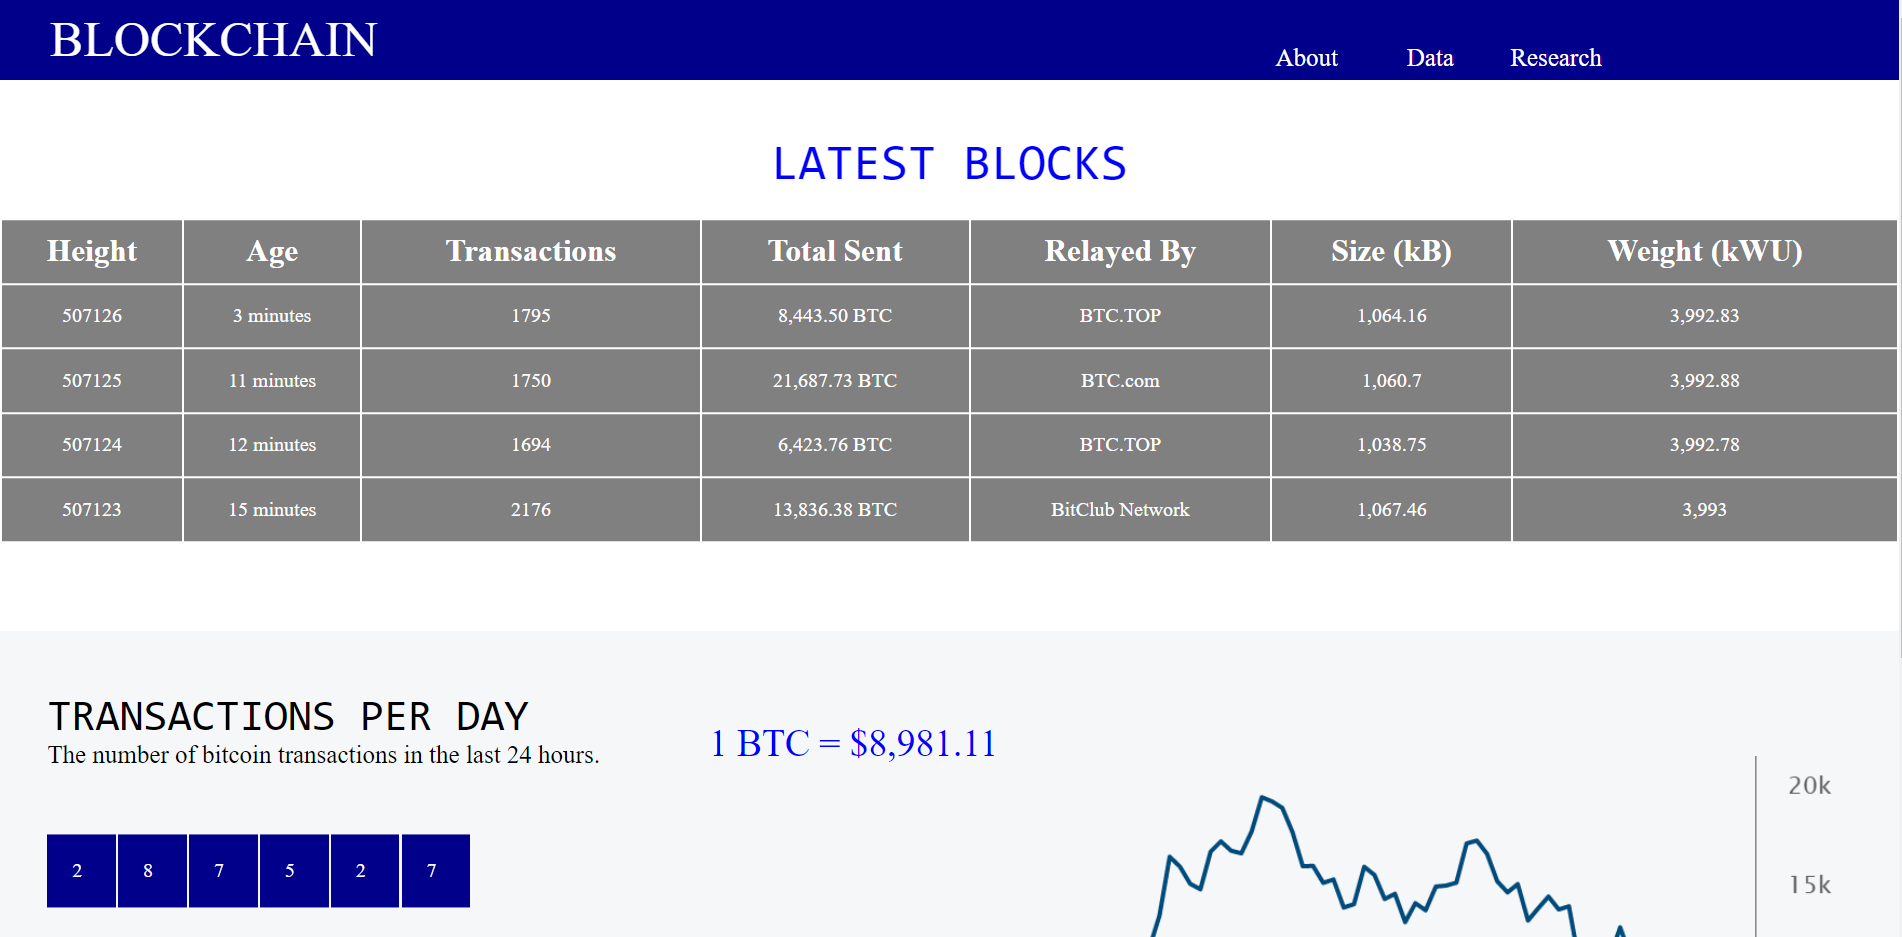 BLOCKCHAIN
About Data Research
LATEST BLOCKS
Height Age Transactions Total Sent Relayed By Size (kB) Weight (kWU)
507126 3 minutes 1795 8,443.50 BTC BTC.TOP 1,064.16 3,992.83
507125 11 minutes 1750 21,687.73 BTC BTC.com 1,060.7 3,992.88
507124 12 minutes 1694 6,423.76 BTC BTC.TOP 1,038.75 3,992.78
507123 15 minutes 2176 13,836.38 BTC BitClub Network 1,067.46 3,993
TRANSACTIONS PER DAY
The number of bitcoin transactions in the last 24 hours.
1 BTC = $8,981.11
2 8 7 5 2 7
20k
15k